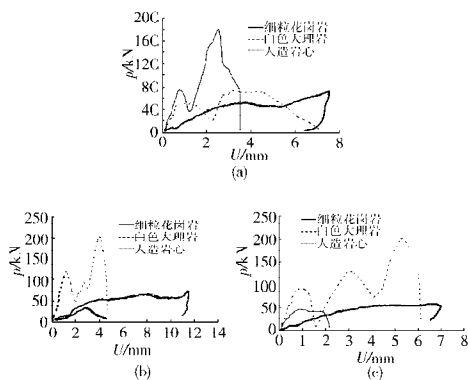 20C
16C
12C
8C
4C
0
p/kN
细粒花岗岩
白色大理岩
人造岩心
2
4
6
8
U/mm
(a)
250
200
150
100
50
0
p/kN
细粒花岗岩
白色大理岩
人造岩心
0
2
4
6
8
10
12
14
U/mm
(b)
250
200
150
100
50
p/kN
细粒花岗岩
白色大理岩
人造岩心
0
1
2
3
4
5
6
7
8
U/mm
(c)